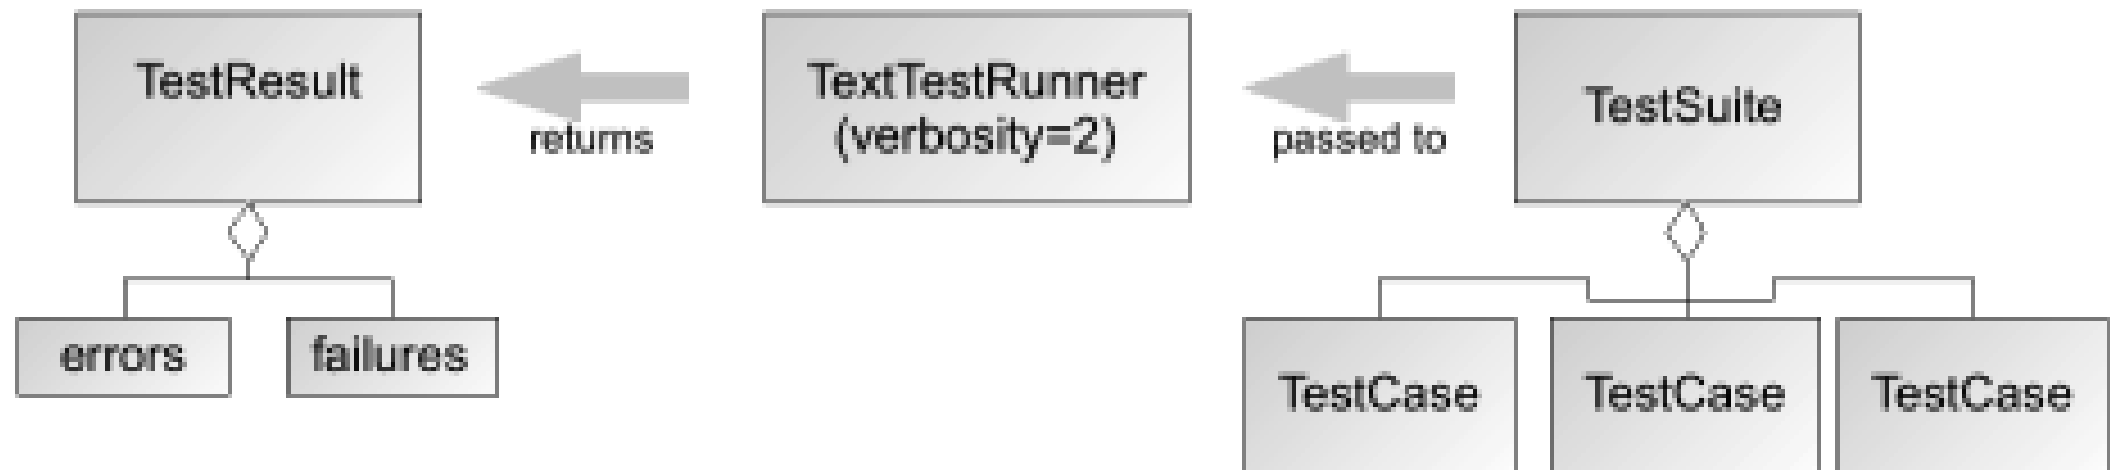 TestResult
returns
TextTestRunner
(verbosity=2)
passed to
TestSuite
errors
failures
TestCase
TestCase
TestCase